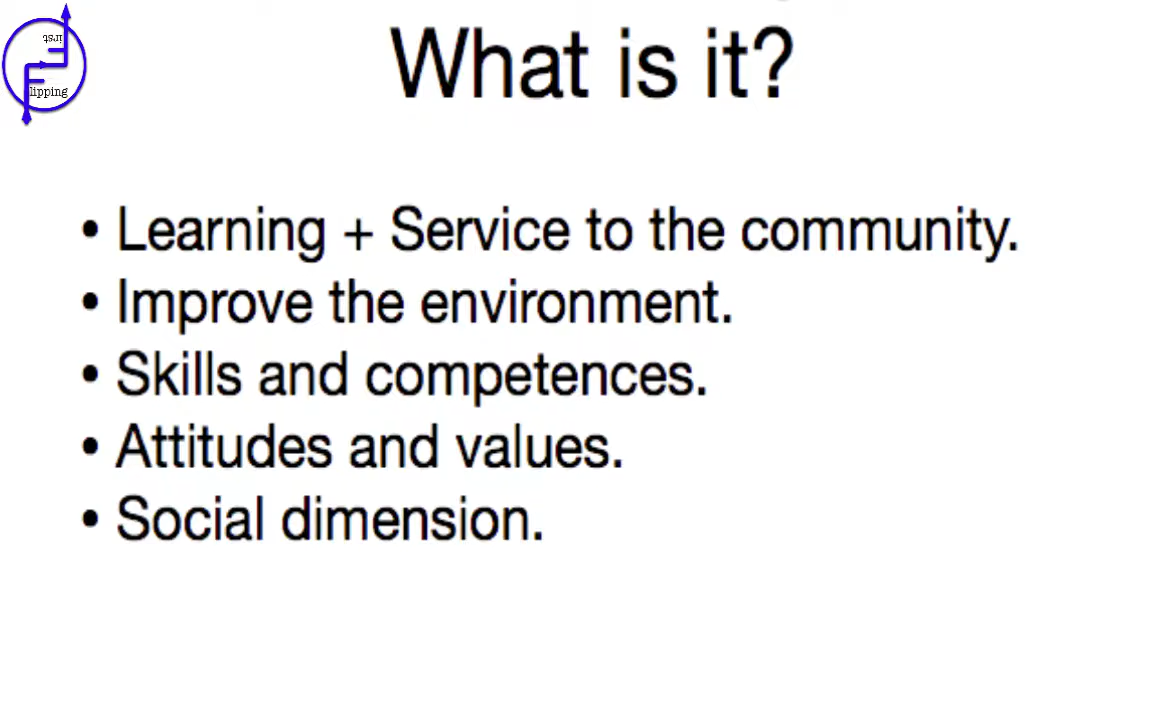 What is it?
irst
lipping
• Learning + Service to the community.
• Improve the environment.
• Skills and competences.
• Attitudes and values.
• Social dimension.